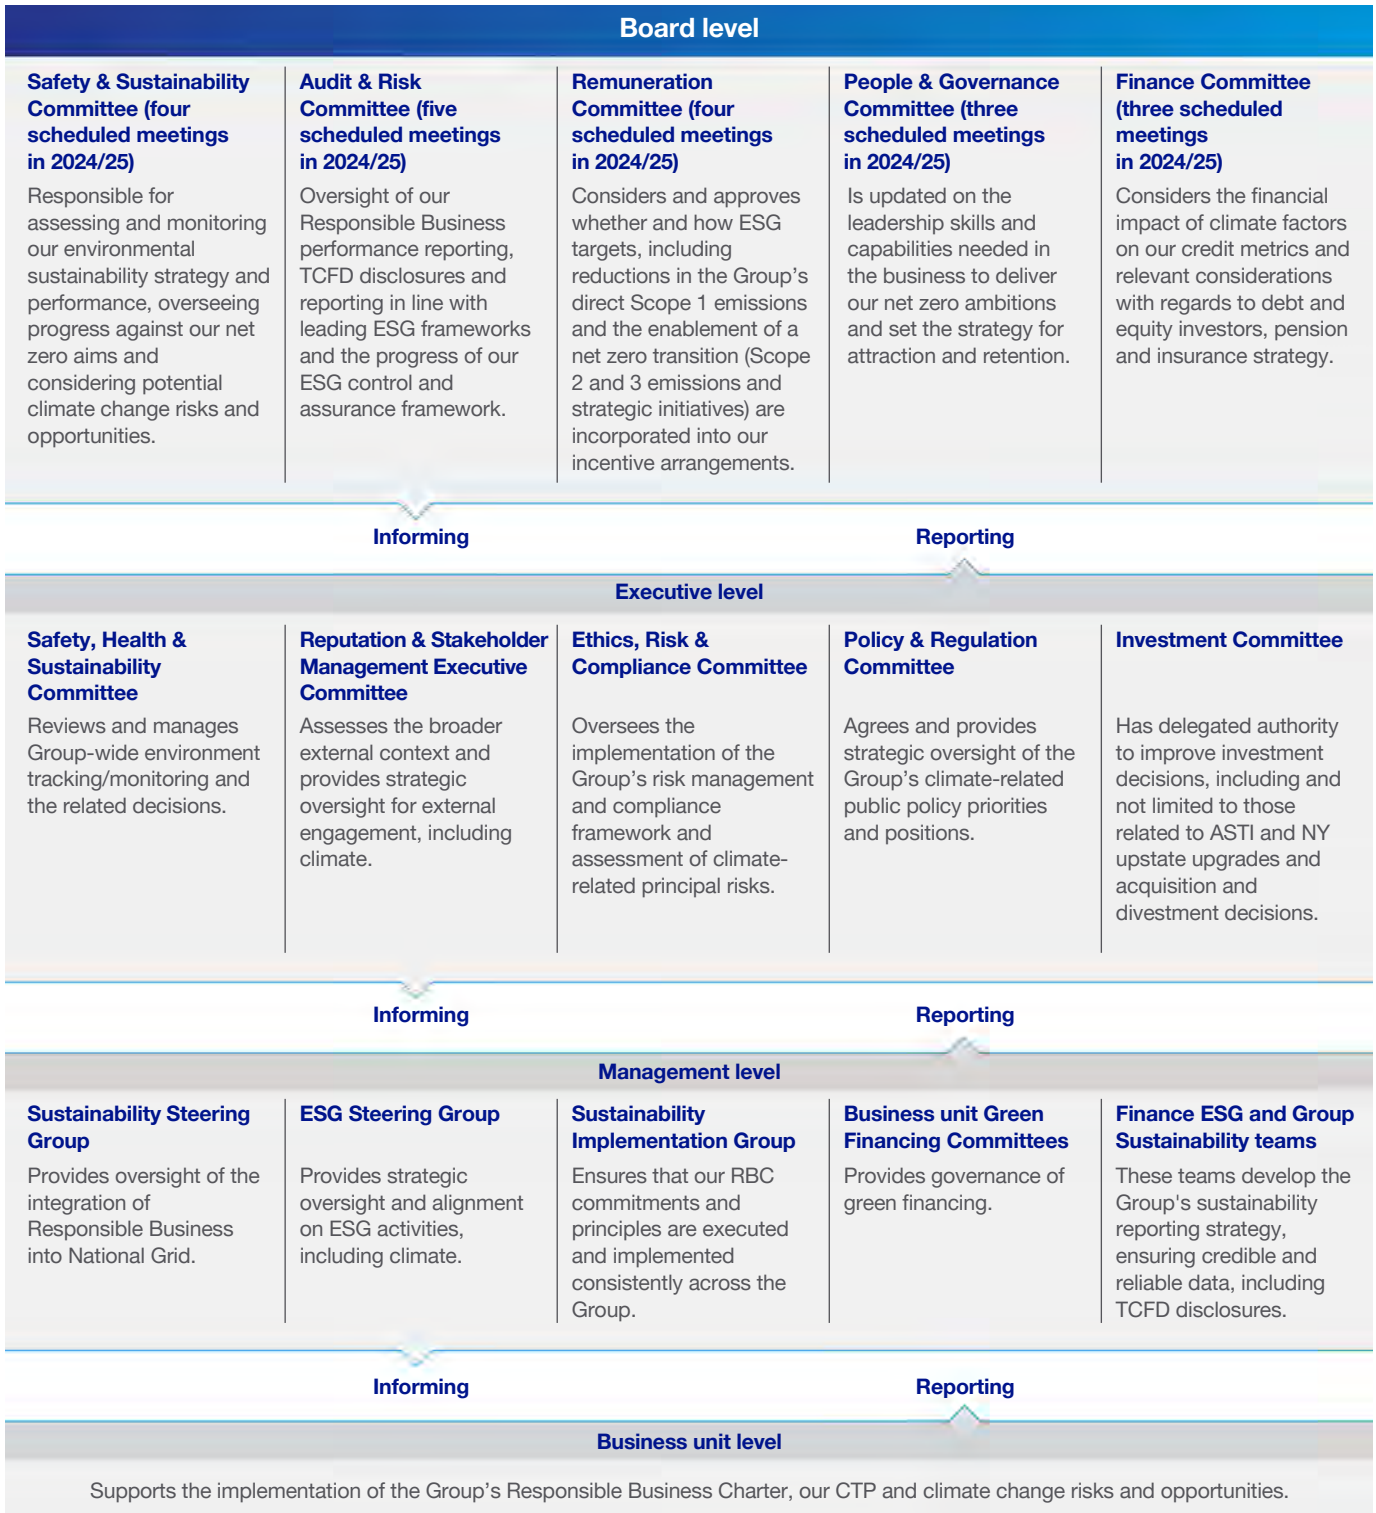 Board level
Safety & Sustainability
Committee (four
scheduled meetings
in 2024/25)
Responsible for
assessing and monitoring
our environmental
sustainability strategy and
performance, overseeing
progress against our net
zero aims and
considering potential
climate change risks and
opportunities.
Audit & Risk
Committee (five
scheduled meetings
in 2024/25)
Oversight of our
Responsible Business
performance reporting,
TCFD disclosures and
reporting in line with
leading ESG frameworks
and the progress of our
ESG control and
assurance framework.
Remuneration
Committee (four
scheduled meetings
in 2024/25)
Considers and approves
whether and how ESG
targets, including
reductions in the Group's
direct Scope 1 emissions
and the enablement of a
net zero transition (Scope
2 and 3 emissions and
strategic initiatives) are
incorporated into our
incentive arrangements.
People & Governance
Committee (three
scheduled meetings
in 2024/25)
Is updated on the
leadership skills and
capabilities needed in
the business to deliver
our net zero ambitions
and set the strategy for
attraction and retention.
Finance Committee
(three scheduled
meetings
in 2024/25)
Considers the financial
impact of climate factors
on our credit metrics and
relevant considerations
with regards to debt and
equity investors, pension
and insurance strategy.
Informing
Reporting
Executive level
Safety, Health &
Sustainability
Committee
Reviews and manages
Group-wide environment
tracking/monitoring and
the related decisions.
Reputation & Stakeholder
Management Executive
Committee
Assesses the broader
external context and
provides strategic
oversight for external
engagement, including
climate.
Ethics, Risk &
Compliance Committee
Oversees the
implementation of the
Group's risk management
and compliance
framework and
assessment of climate-
related principal risks.
Policy & Regulation
Committee
Agrees and provides
strategic oversight of the
Group's climate-related
public policy priorities
and positions.
Investment Committee
Has delegated authority
to improve investment
decisions, including and
not limited to those
related to ASTI and NY
upstate upgrades and
acquisition and
divestment decisions.
Informing
Reporting
Management level
Sustainability Steering
Group
Provides oversight of the
integration of
Responsible Business
into National Grid.
ESG Steering Group
Provides strategic
oversight and alignment
on ESG activities,
including climate.
Sustainability
Implementation Group
Ensures that our RBC
commitments and
principles are executed
and implemented
consistently across the
Group.
Business unit Green
Financing Committees
Provides governance of
green financing.
Finance ESG and Group
Sustainability teams
These teams develop the
Group's sustainability
reporting strategy,
ensuring credible and
reliable data, including
TCFD disclosures.
Informing
Reporting
Business unit level
Supports the implementation of the Group's Responsible Business Charter, our CTP and climate change risks and opportunities.